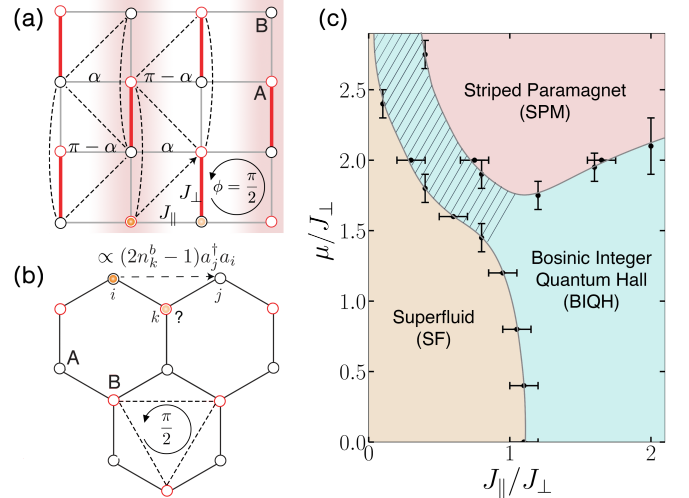 (a)
B
α
π − α
A
π − α
α
J⊥
ϕ = π/2
J∥
(b)
∝ (2n_k^b − 1)a_j^†a_i
i
j
k
?
A
B
π/2
(c)
μ/J⊥
2.5
2.0
1.5
1.0
0.5
0.0
Striped Paramagnet
(SPM)
Bosinic Integer
Quantum Hall
(BIQH)
Superfluid
(SF)
0
1
2
J∥/J⊥